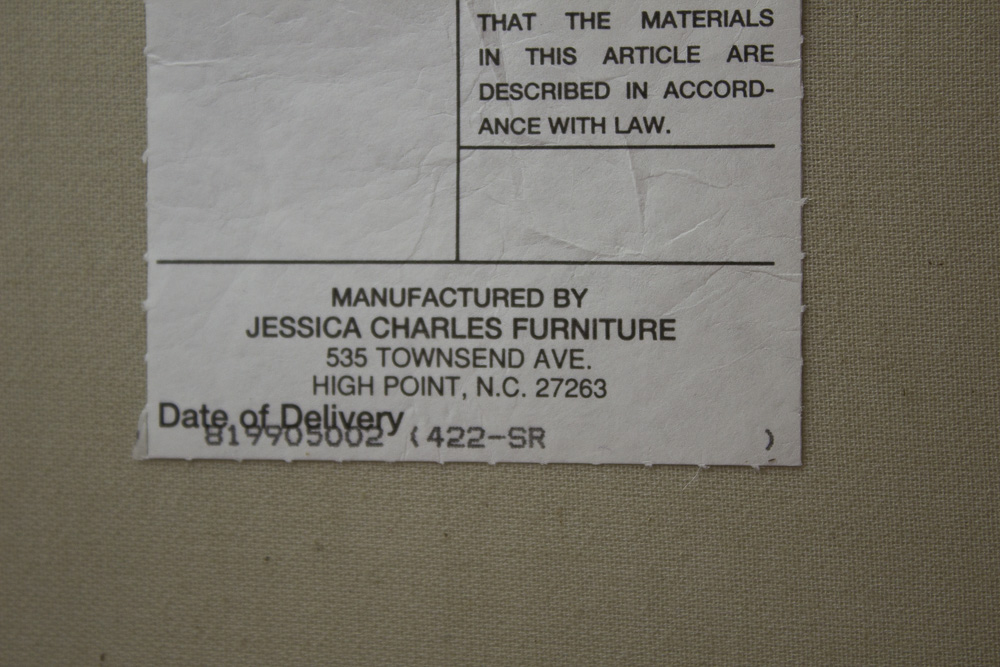 THAT THE MATERIALS
IN THIS ARTICLE ARE
DESCRIBED IN ACCORD-
ANCE WITH LAW.
MANUFACTURED BY
JESSICA CHARLES FURNITURE
535 TOWNSEND AVE.
HIGH POINT, N.C. 27263
Date of Delivery
819905002 (422-SR )